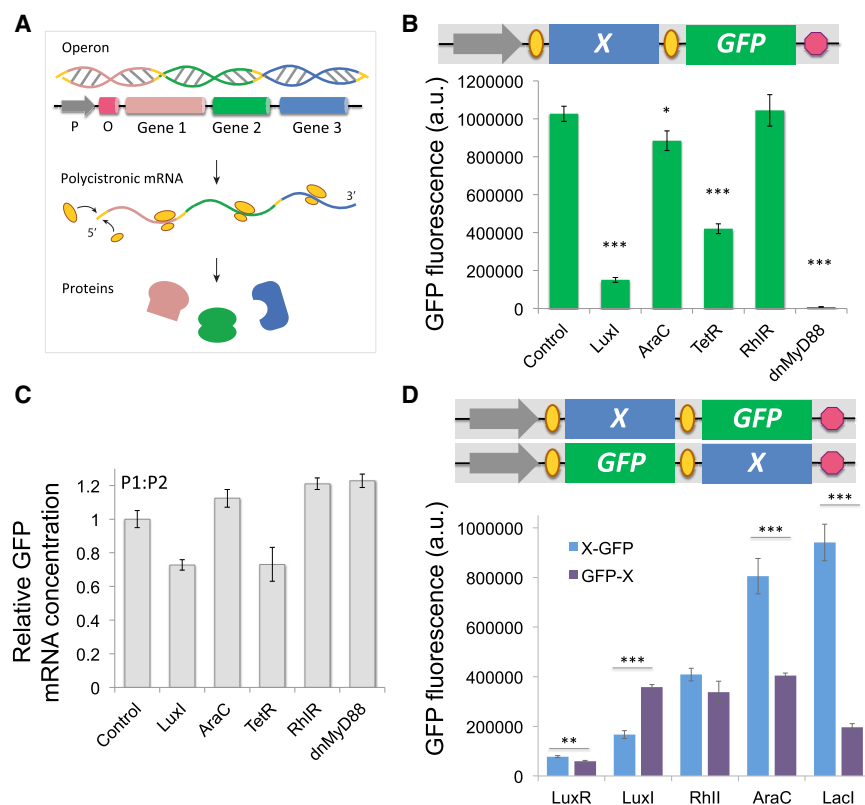 A
Operon
P
O
Gene 1
Gene 2
Gene 3
Polycistronic mRNA
5′
3′
Proteins
B
X
GFP
GFP fluorescence (a.u.)
1200000
1000000
800000
600000
400000
200000
0
***
*
***
***
Control
LuxI
AraC
TetR
RhlR
dnMyD88
C
P1:P2
Relative GFP
mRNA concentration
1.2
1
0.8
0.6
0.4
1.2
0
Control
LuxI
AraC
TetR
RhlR
dnMyD88
D
X
GFP
GFP
X
GFP fluorescence (a.u.)
1000000
800000
600000
400000
200000
0
X-GFP
GFP-X
**
***
***
***
LuxR
LuxI
RhlI
AraC
LacI